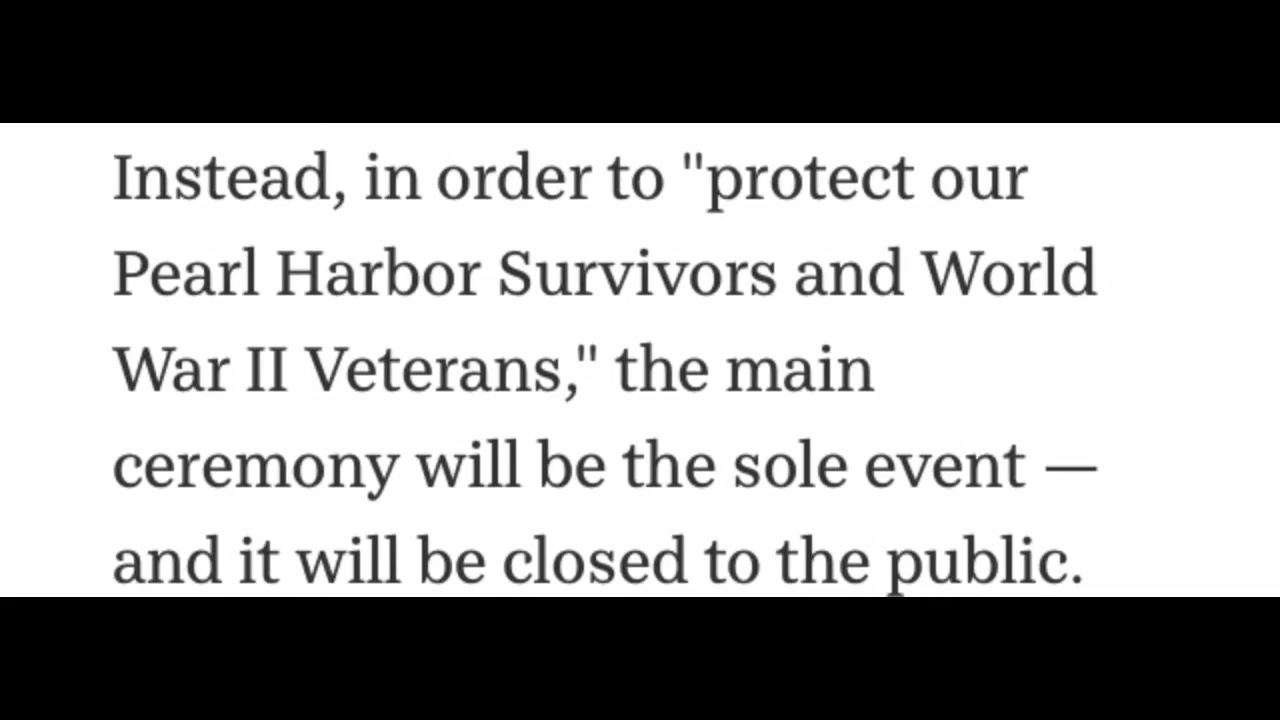 Instead, in order to "protect our
Pearl Harbor Survivors and World
War II Veterans," the main
ceremony will be the sole event —
and it will be closed to the public.